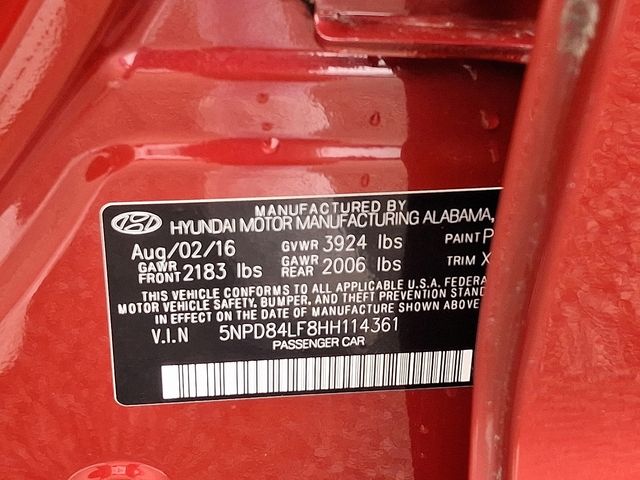 MANUFACTURED BY
HYUNDAI MOTOR MANUFACTURING ALABAMA,
Aug/02/16 GVWR 3924 lbs PAINT P
GAWR FRONT 2183 lbs GAWR REAR 2006 lbs TRIM X
THIS VEHICLE CONFORMS TO ALL APPLICABLE U.S.A. FEDERA
MOTOR VEHICLE SAFETY, BUMPER, AND THEFT PREVENTION STAND
IN EFFECT ON THE DATE OF MANUFACTURE SHOWN ABOVE
V.I.N 5NPD84LF8HH114361
PASSENGER CAR